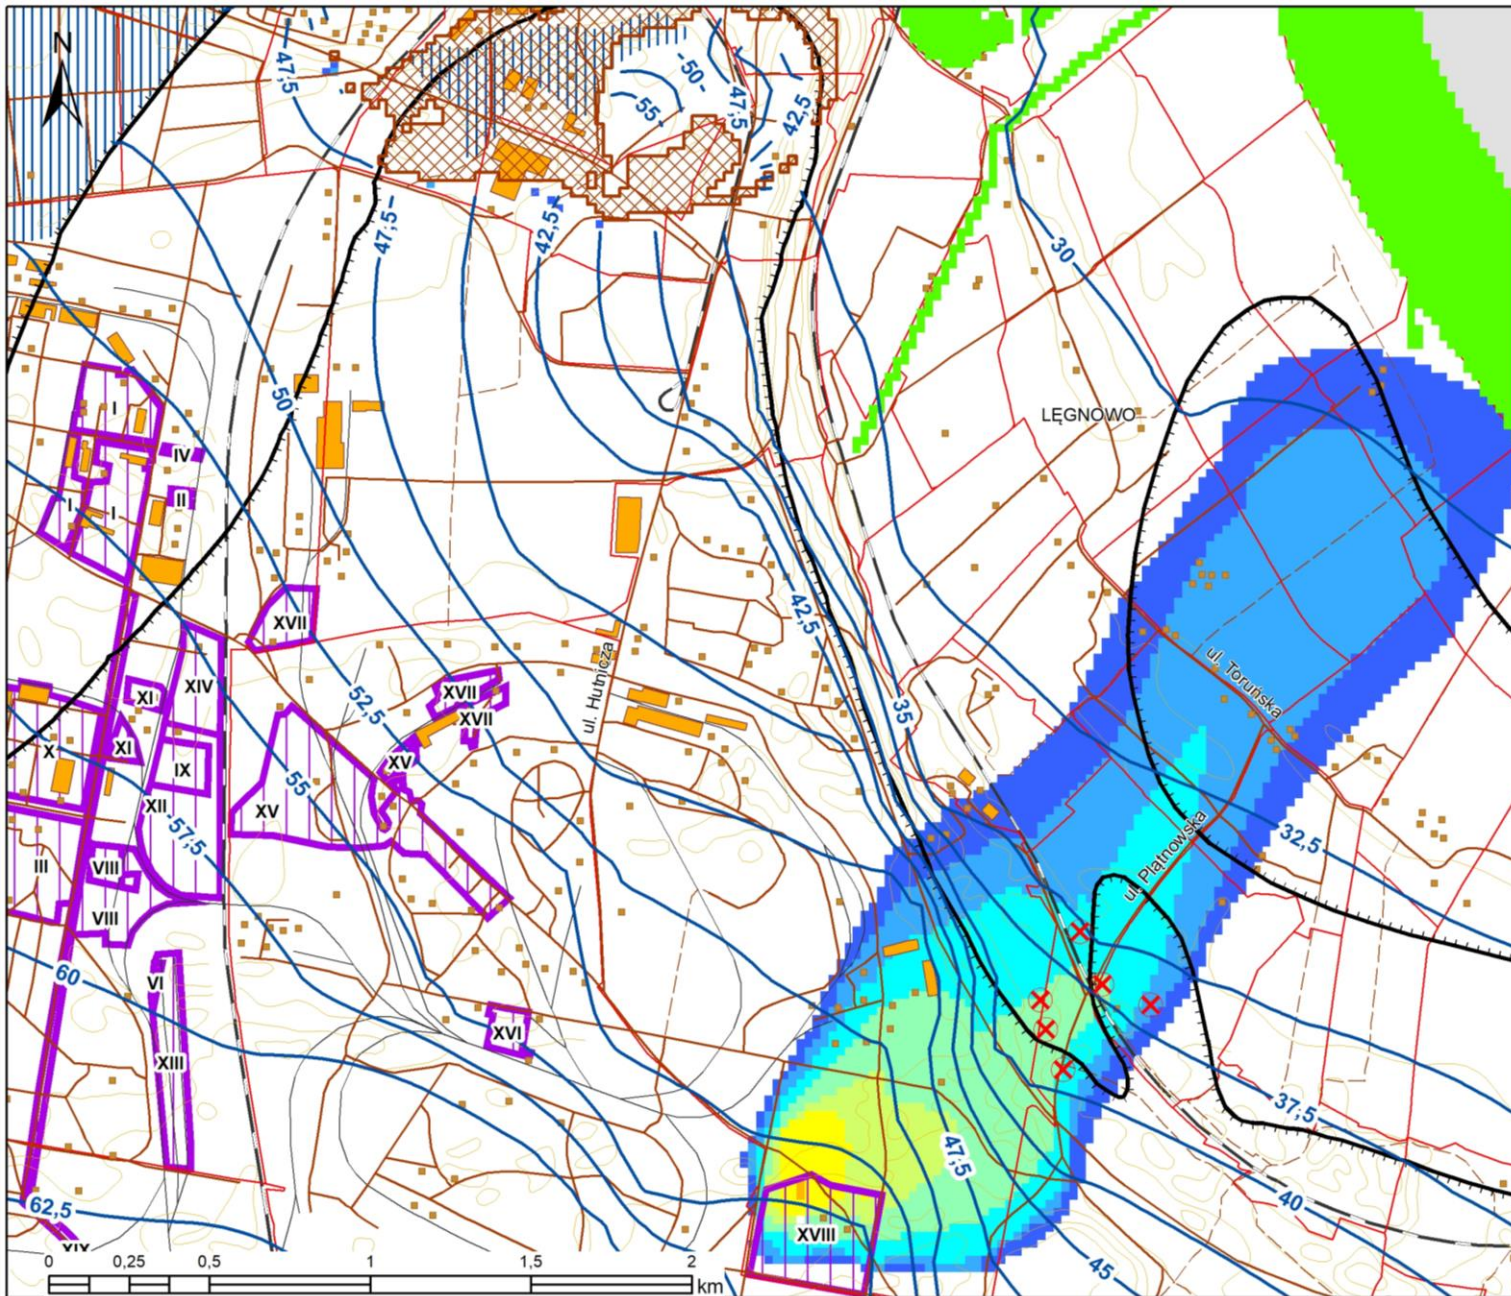 N
47,5
50
55
47,5
42,5
47,5
42,5
30
50
LĘGNOWO
I
IV
II
I
I
XVII
42,5
XIV
XI
ul. Hutnicza
ul. Toruńska
XVII
52,5
XVII
35
X
XI
XV
IX
55
XII
XV
57,5
32,5
ul. Płątnowska
III
VIII
VIII
60
VI
XVI
XIII
37,5
47,5
40
62,5
XVIII
XIX
45
0 0,25 0,5 1 1,5 2
km